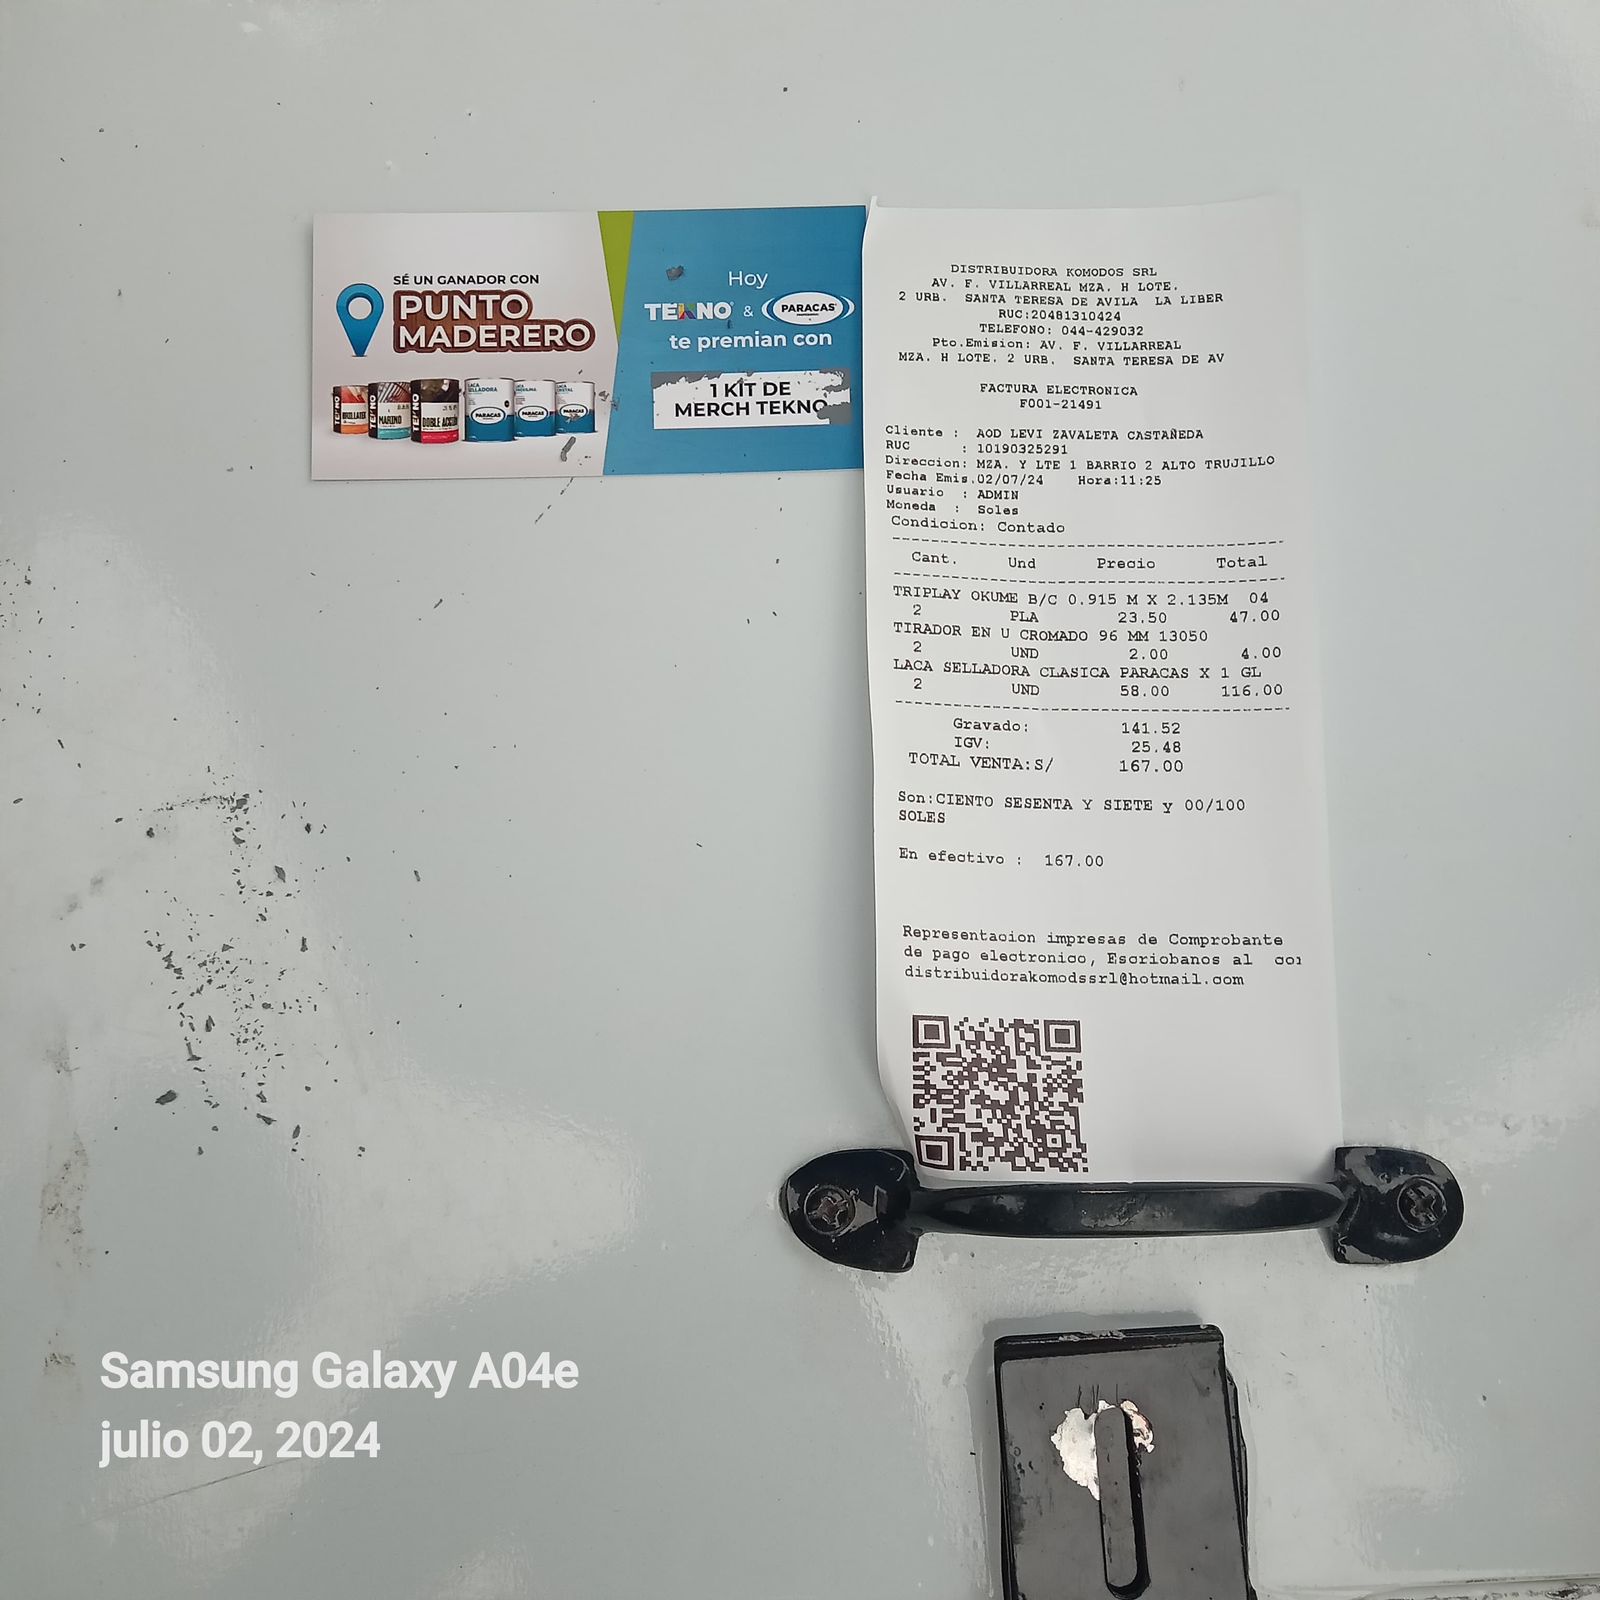 SÉ UN GANADOR CON
PUNTO
MADERERO
Hoy
TEKNO & PARACAS
te premian con
1 KIT DE
MERCH TEKNO
TEKNO
MARINO
TEKNO
DOBLE ACCIÓN
LACA
SELLADORA
PARACAS
PARACAS
PARACAS
DISTRIBUIDORA KOMODOS SRL
AV. F. VILLARREAL MZA. H LOTE.
2 URB. SANTA TERESA DE AVILA LA LIBER
RUC:20481310424
TELEFONO: 044-429032
Pto.Emision: AV. F. VILLARREAL
MZA. H LOTE. 2 URB. SANTA TERESA DE AV
FACTURA ELECTRONICA
F001-21491
Cliente : AOD LEVI ZAVALETA CASTAÑEDA
RUC : 10190325291
Direccion: MZA. Y LTE 1 BARRIO 2 ALTO TRUJILLO
Fecha Emis.02/07/24 Hora:11:25
Usuario : ADMIN
Moneda : Soles
Condicion: Contado
Cant. Und Precio Total
TRIPLAY OKUME B/C 0.915 M X 2.135M 04
2 PLA 23.50 47.00
TIRADOR EN U CROMADO 96 MM 13050
2 UND 2.00 4.00
LACA SELLADORA CLASICA PARACAS X 1 GL
2 UND 58.00 116.00
Gravado: 141.52
IGV: 25.48
TOTAL VENTA:S/ 167.00
Son:CIENTO SESENTA Y SIETE y 00/100
SOLES
En efectivo : 167.00
Representacion impresas de Comprobante
de pago electronico, Escribanos al cor
distribuidorakomodssrl@hotmail.com
Samsung Galaxy A04e
julio 02, 2024